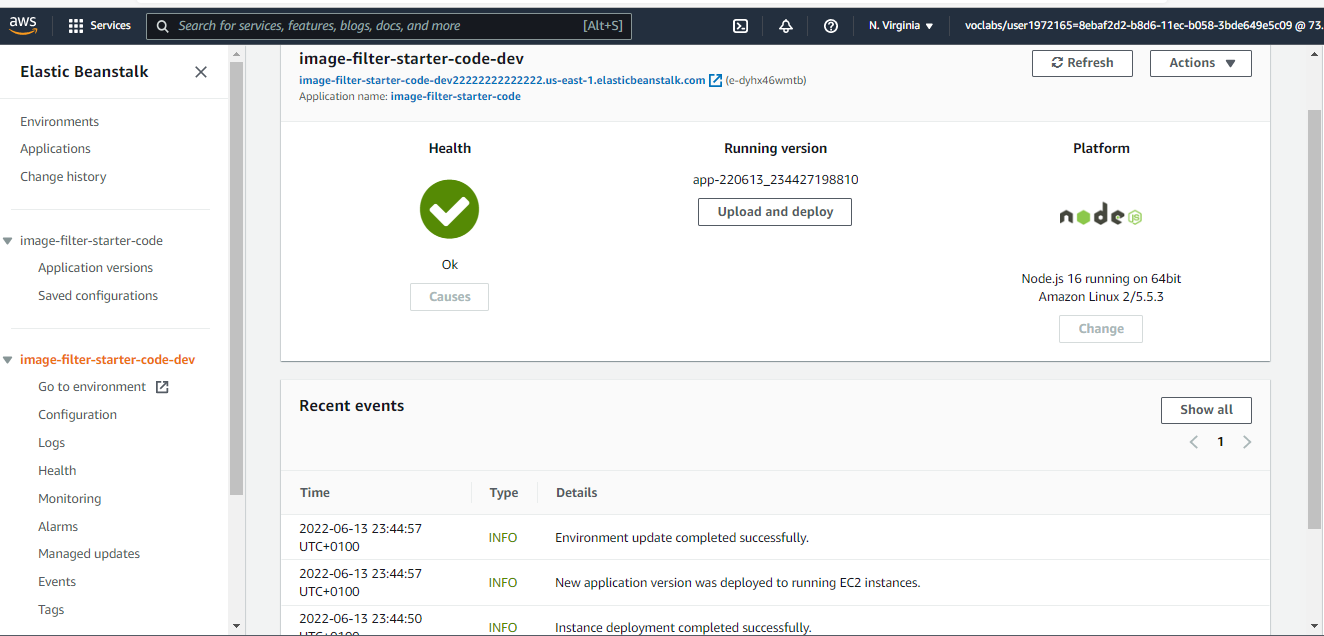 aws
Services
Search for services, features, blogs, docs, and more
[Alt+S]
N. Virginia
voclabs/user1972165=8ebaf2d2-b8d6-11ec-b058-3bde649e5c09 @ 73.
Elastic Beanstalk
Environments
Applications
Change history
image-filter-starter-code
Application versions
Saved configurations
image-filter-starter-code-dev
Go to environment
Configuration
Logs
Health
Monitoring
Alarms
Managed updates
Events
Tags
image-filter-starter-code-dev
image-filter-starter-code-dev22222222222222.us-east-1.elasticbeanstalk.com (e-dyhx46wmtb)
Application name: image-filter-starter-code
Refresh
Actions
Health
Ok
Causes
Running version
app-220613_234427198810
Upload and deploy
Platform
node
JS
Node.js 16 running on 64bit
Amazon Linux 2/5.5.3
Change
Recent events
Show all
1
Time Type Details
2022-06-13 23:44:57
UTC+0100
INFO
Environment update completed successfully.
2022-06-13 23:44:57
UTC+0100
INFO
New application version was deployed to running EC2 instances.
2022-06-13 23:44:50
UTC+0100
INFO
Instance deployment completed successfully.